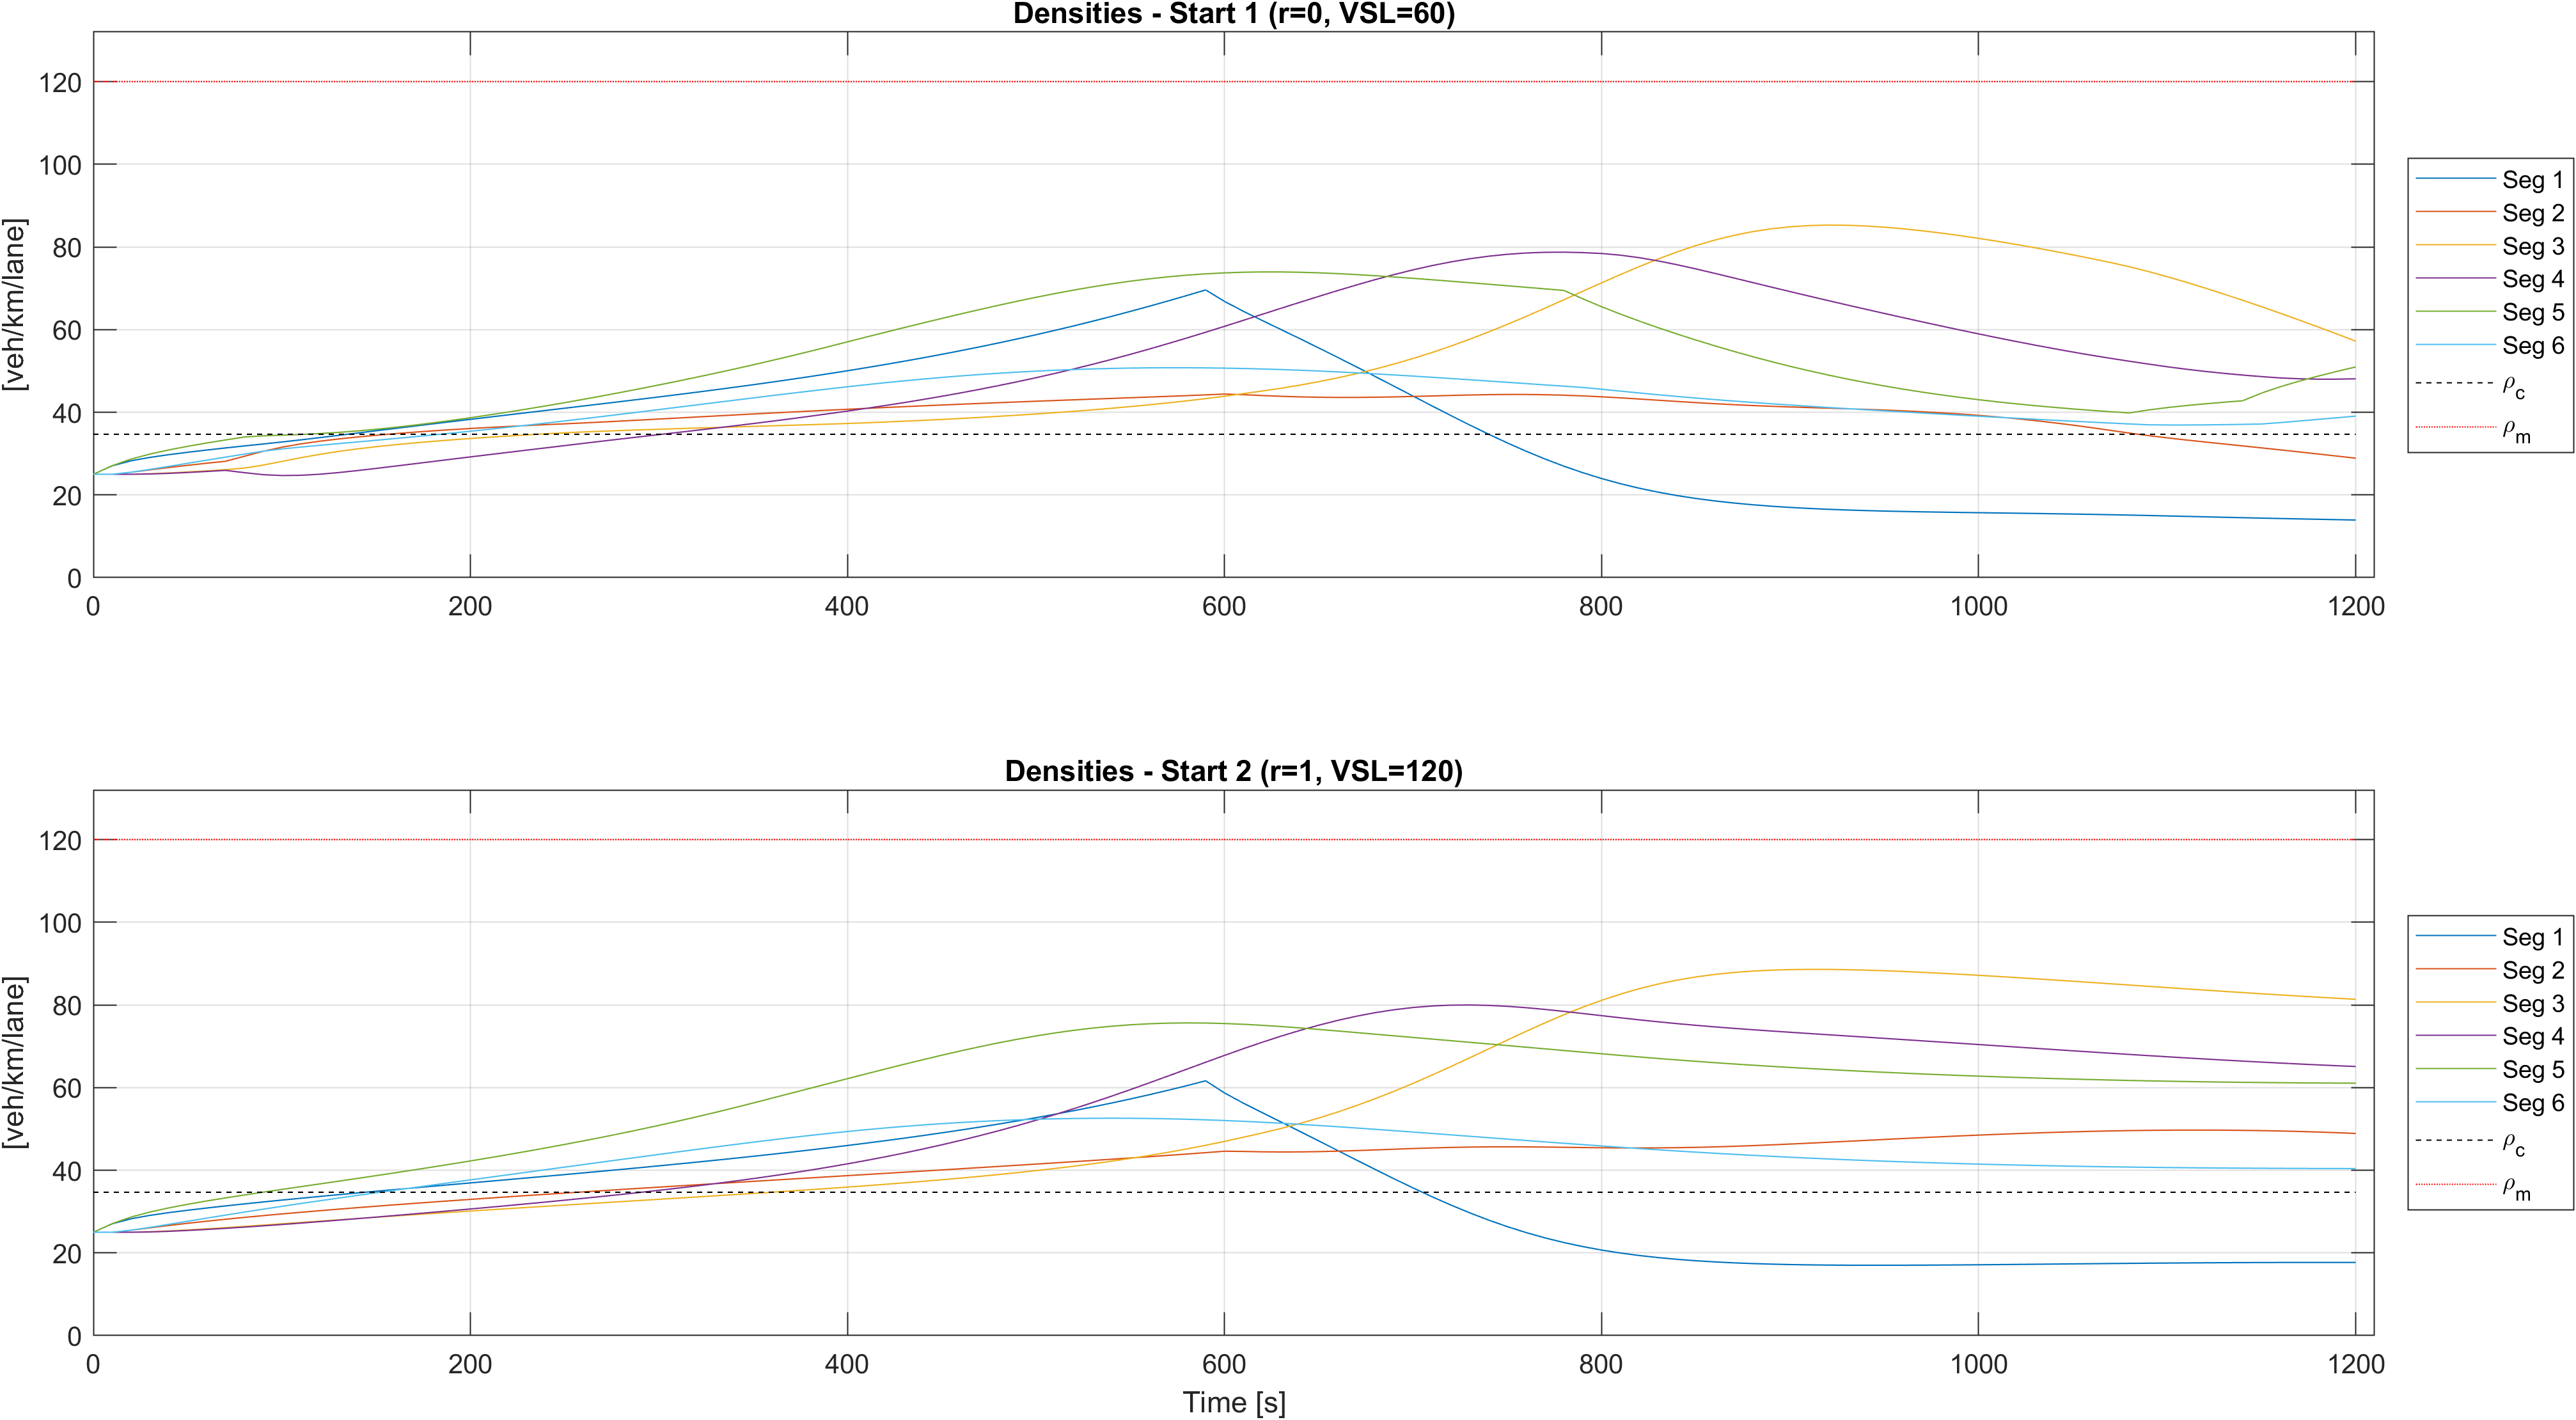 Densities - Start 1 (r=0, VSL=60)
[veh/km/lane]
120
100
80
60
40
20
0
0 200 400 600 800 1000 1200
Seg 1
Seg 2
Seg 3
Seg 4
Seg 5
Seg 6
ρc
ρm
Densities - Start 2 (r=1, VSL=120)
[veh/km/lane]
120
100
80
60
40
20
0
0 200 400 600 800 1000 1200
Time [s]
Seg 1
Seg 2
Seg 3
Seg 4
Seg 5
Seg 6
ρc
ρm